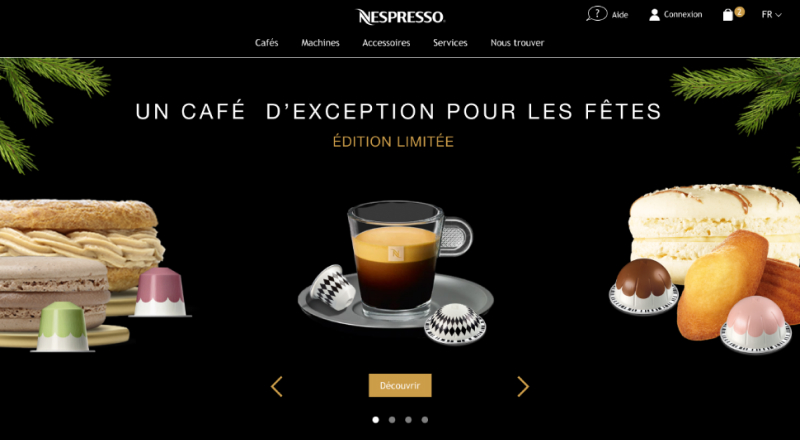 NESPRESSO
? Aide
Connexion
2
FR
Cafés
Machines
Accessoires
Services
Nous trouver
UN CAFÉ D'EXCEPTION POUR LES FÊTES
ÉDITION LIMITÉE
Découvrir